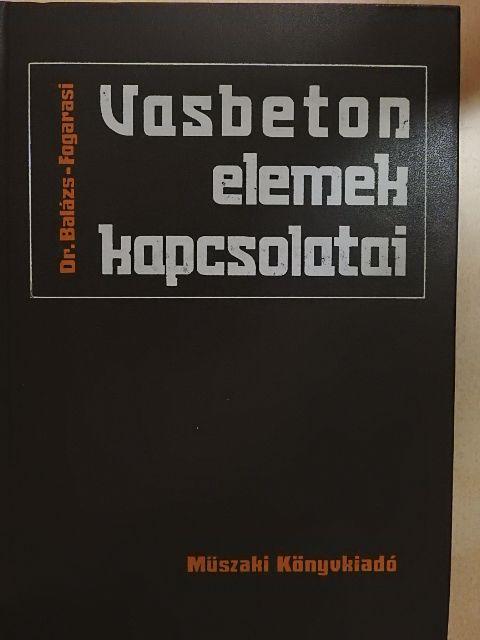 Dr. Balázs-Fogarasi
Vasbeton
elemek
kapcsolatai
Műszaki Könyvkiadó